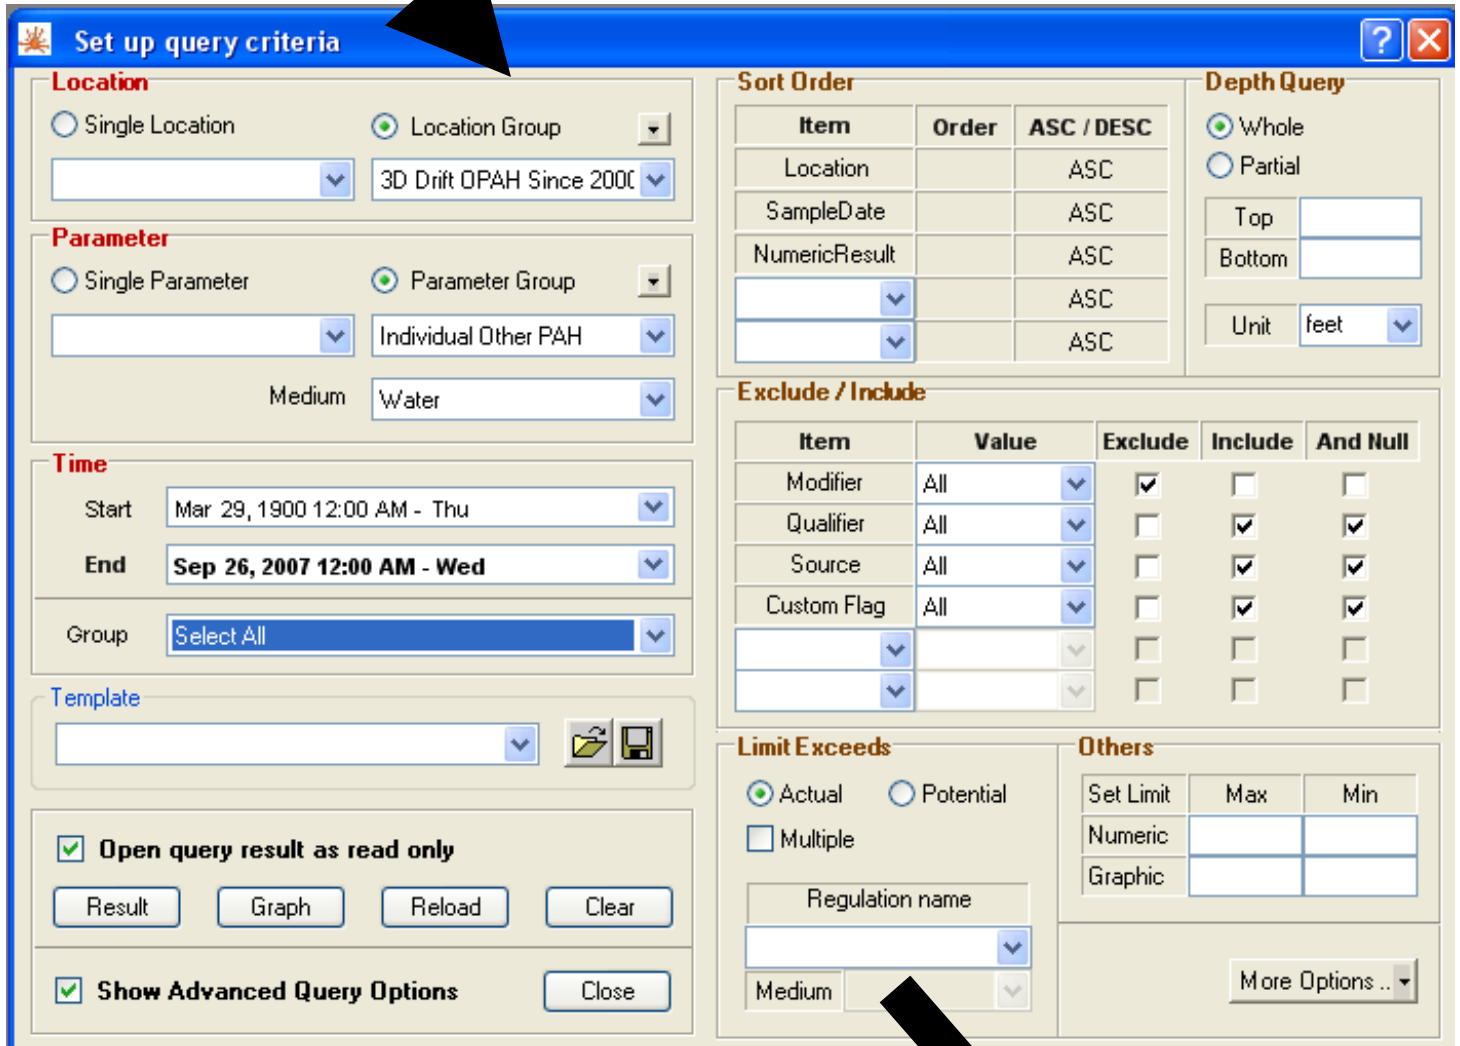 Set up query criteria
Location
Single Location
Location Group
3D Drift OPAH Since 200
Parameter
Single Parameter
Parameter Group
Individual Other PAH
Medium
Water
Time
Start
Mar 29, 1900 12:00 AM - Thu
End
Sep 26, 2007 12:00 AM - Wed
Group
Select All
Template
Open query result as read only
Result Graph Reload Clear
Show Advanced Query Options
Close
Sort Order
Item Order ASC / DESC
Location ASC
SampleDate ASC
NumericResult ASC
ASC
ASC
Depth Query
Whole
Partial
Top
Bottom
Unit feet
Exclude / Include
Item Value Exclude Include And Null
Modifier All
Qualifier All
Source All
Custom Flag All
Limit Exceeds
Actual Potential
Multiple
Regulation name
Medium
Others
Set Limit Max Min
Numeric
Graphic
More Options ..